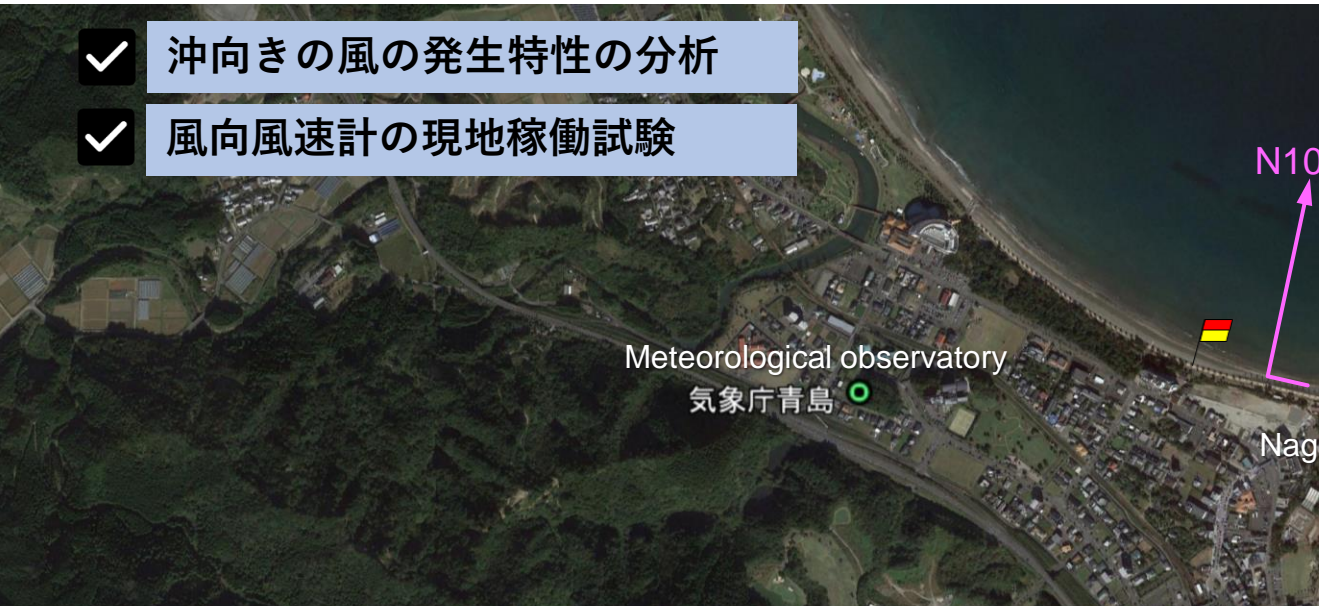 沖向きの風の発生特性の分析
風向風速計の現地稼働試験
N10
Meteorological observatory
気象庁青島
Nag